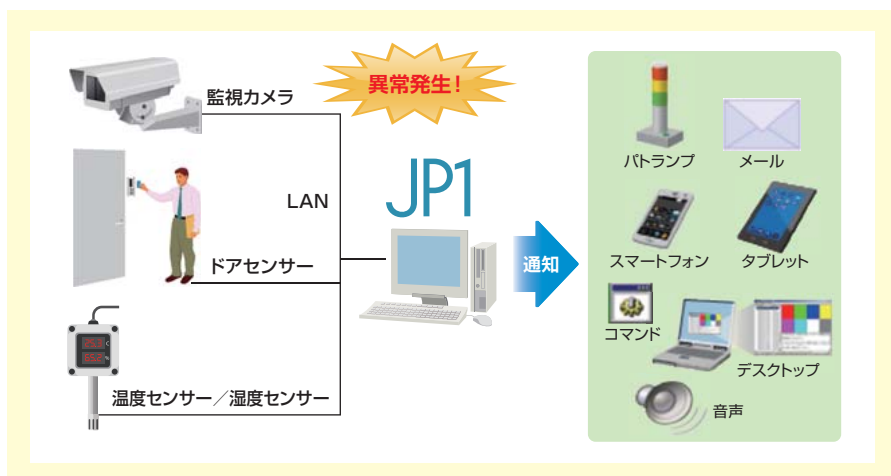 監視カメラ
異常発生!
LAN
JP1
ドアセンサー
温度センサー／湿度センサー
通知
パトランプ
メール
スマートフォン
タブレット
コマンド
デスクトップ
音声